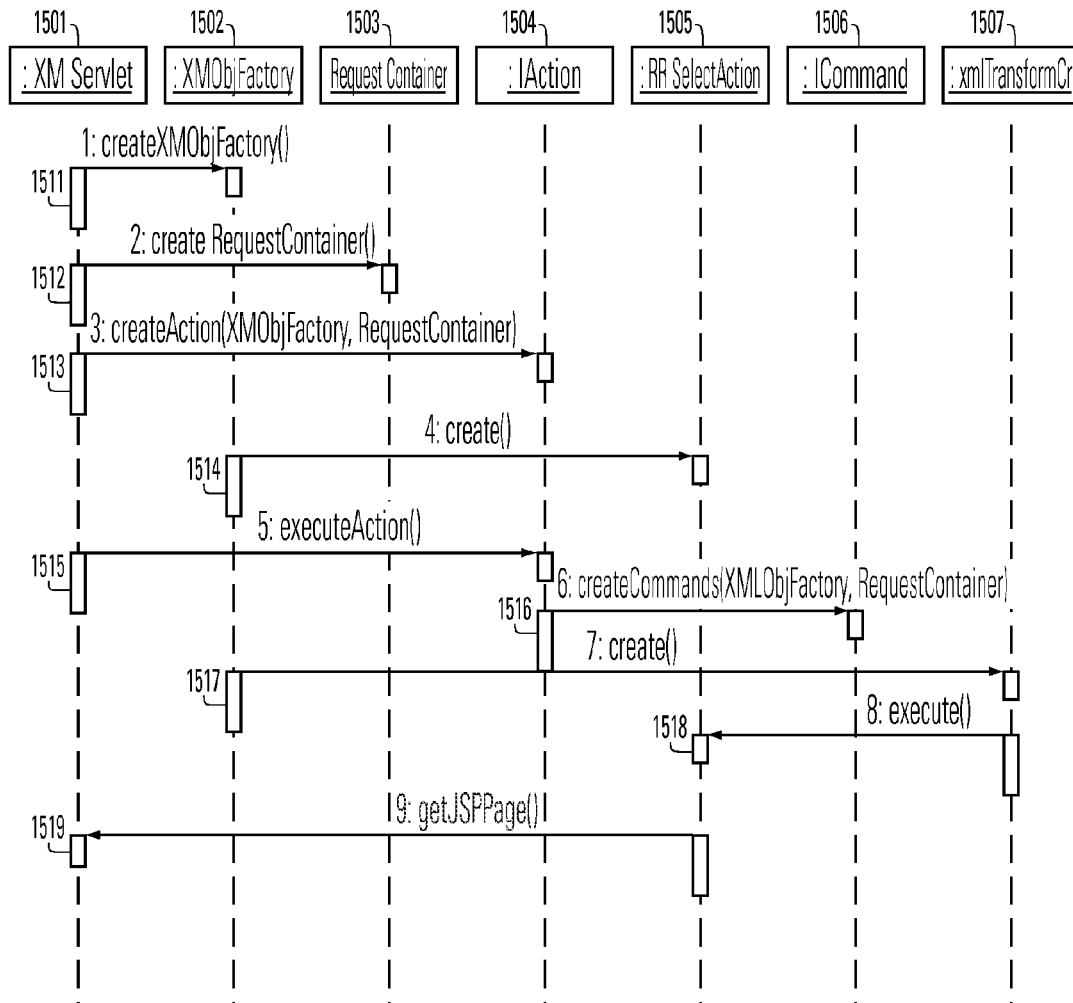 1501 1502 1503 1504 1505 1506 1507
: XM Servlet : XMObjFactory Request Container : IAction : RR SelectAction : ICommand : xmlTransformCr
1: createXMObjFactory()
1511
2: create RequestContainer()
1512
3: createAction(XMObjFactory, RequestContainer)
1513
4: create()
1514
5: executeAction()
1515
6: createCommands(XMLObjFactory, RequestContainer)
1516
7: create()
1517
8: execute()
1518
9: getJSPPage()
1519